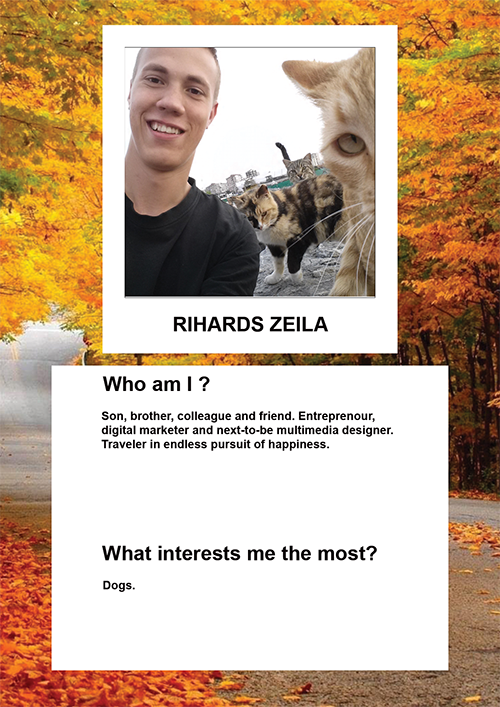 RIHARDS ZEILA
Who am I ?
Son, brother, colleague and friend. Entreprenour,
digital marketer and next-to-be multimedia designer.
Traveler in endless pursuit of happiness.
What interests me the most?
Dogs.